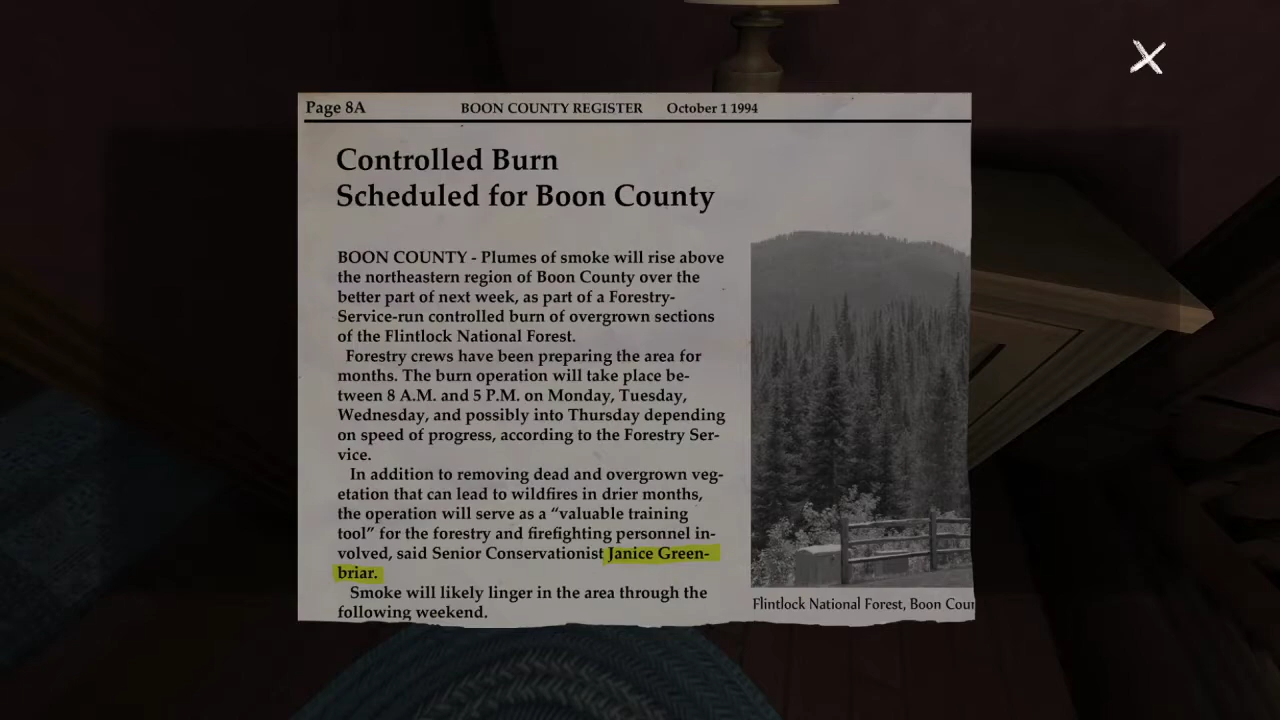 Page 8A BOON COUNTY REGISTER October 1 1994
Controlled Burn
Scheduled for Boon County
BOON COUNTY - Plumes of smoke will rise above
the northeastern region of Boon County over the
better part of next week, as part of a Forestry-
Service-run controlled burn of overgrown sections
of the Flintlock National Forest.
Forestry crews have been preparing the area for
months. The burn operation will take place be-
tween 8 A.M. and 5 P.M. on Monday, Tuesday,
Wednesday, and possibly into Thursday depending
on speed of progress, according to the Forestry Ser-
vice.
In addition to removing dead and overgrown veg-
etation that can lead to wildfires in drier months,
the operation will serve as a “valuable training
tool” for the forestry and firefighting personnel in-
volved, said Senior Conservationist Janice Green-
briar.
Smoke will likely linger in the area through the
following weekend.
Flintlock National Forest, Boon Coun